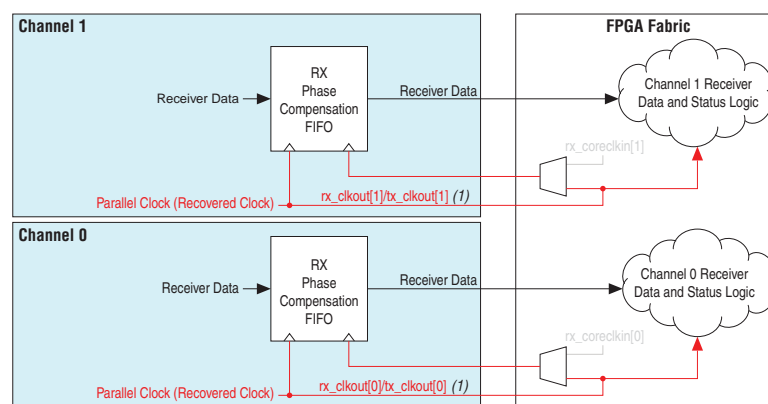 Channel 1
FPGA Fabric
RX
Phase
Compensation
FIFO
Receiver Data
Receiver Data
Channel 1 Receiver
Data and Status Logic
rx_coreclkin[1]
Parallel Clock (Recovered Clock)
rx_clkout[1]/tx_clkout[1] (1)
Channel 0
RX
Phase
Compensation
FIFO
Receiver Data
Receiver Data
Channel 0 Receiver
Data and Status Logic
rx_coreclkin[0]
Parallel Clock (Recovered Clock)
rx_clkout[0]/tx_clkout[0] (1)